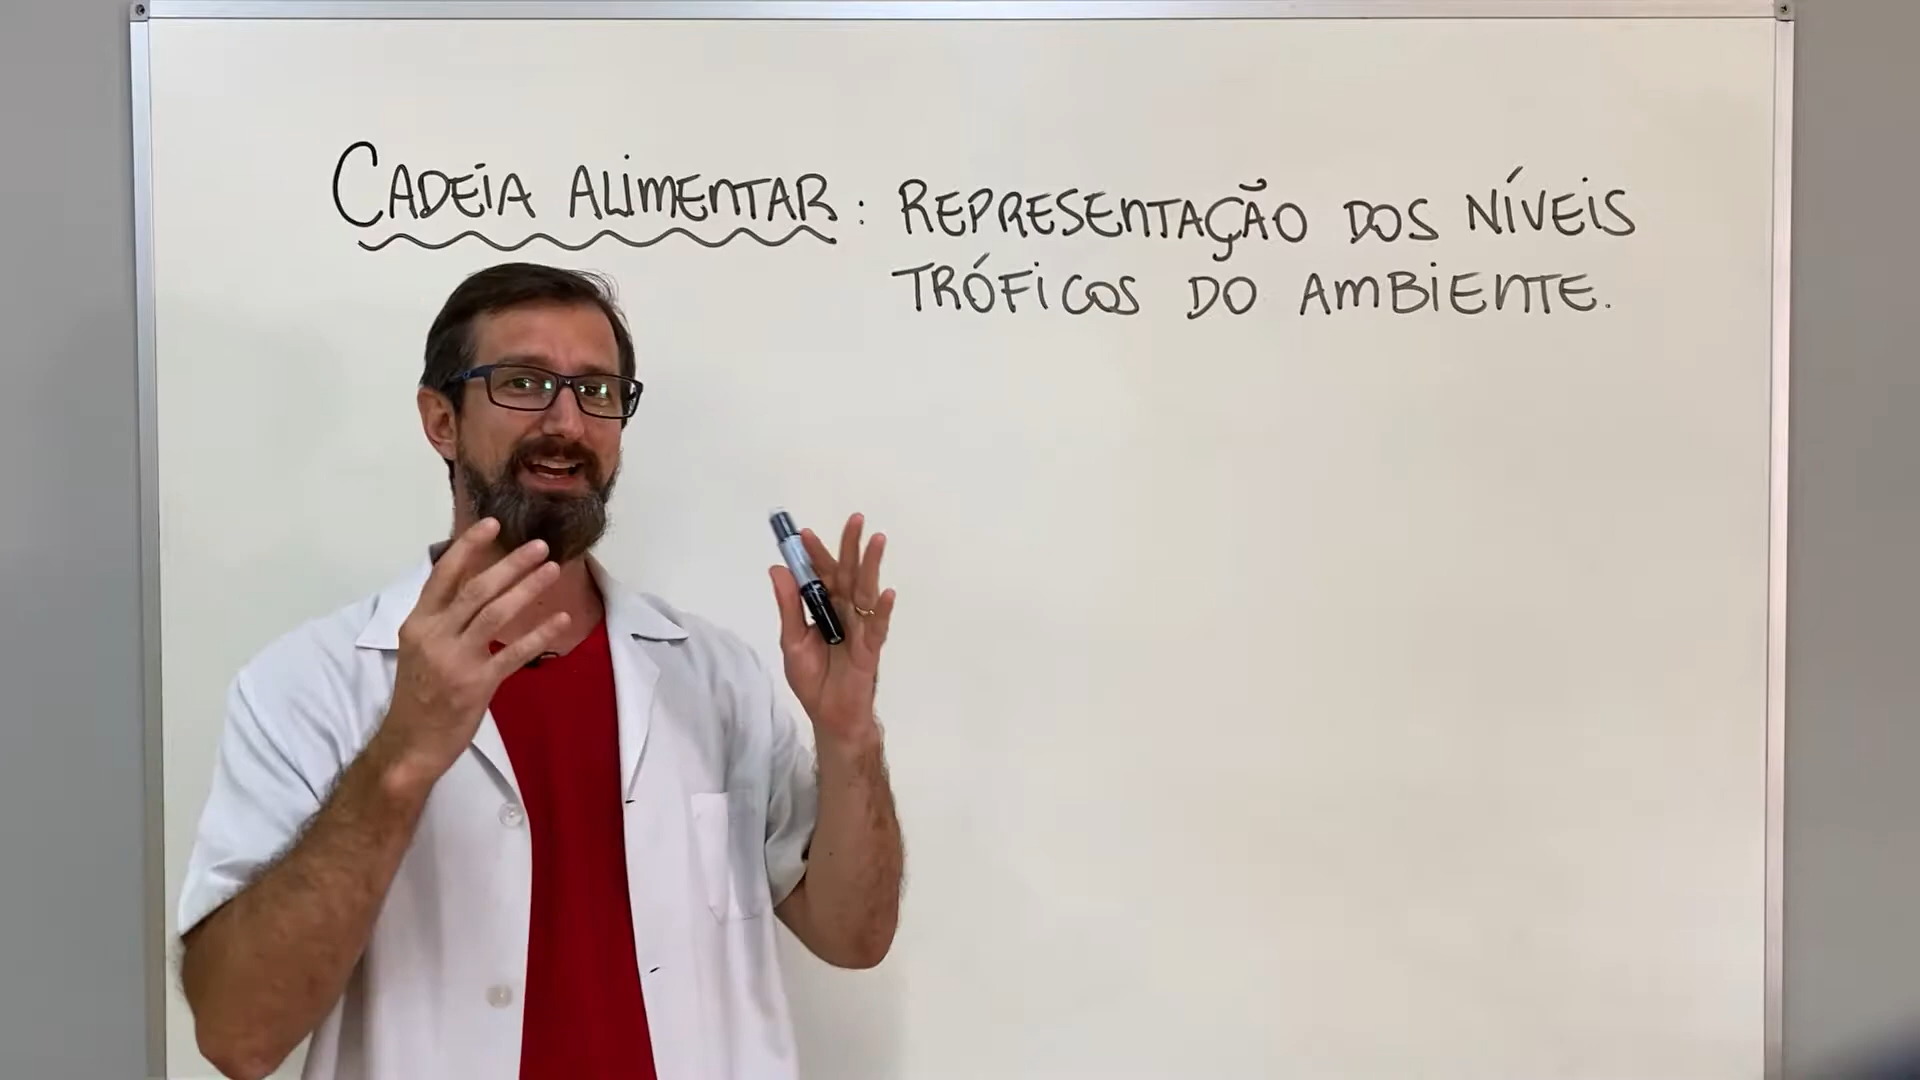 CADEIA ALIMENTAR: REPRESENTAÇÃO DOS NÍVEIS
TRÓFICOS DO AMBIENTE.